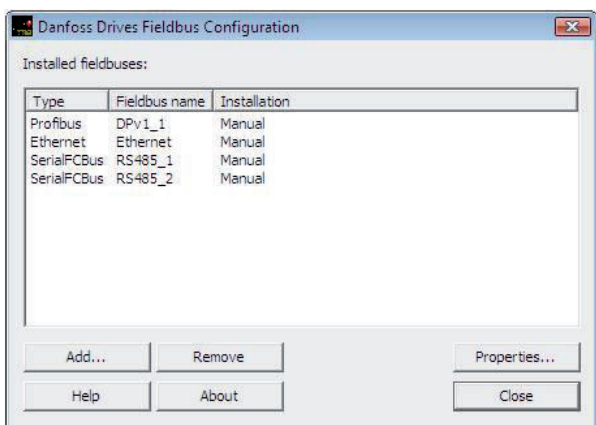 Danfoss Drives Fieldbus Configuration
Installed fieldbuses:
Type Fieldbus name Installation
Profibus DPv1_1 Manual
Ethernet Ethernet Manual
SerialFCBus RS485_1 Manual
SerialFCBus RS485_2 Manual
Add... Remove Properties...
Help About Close